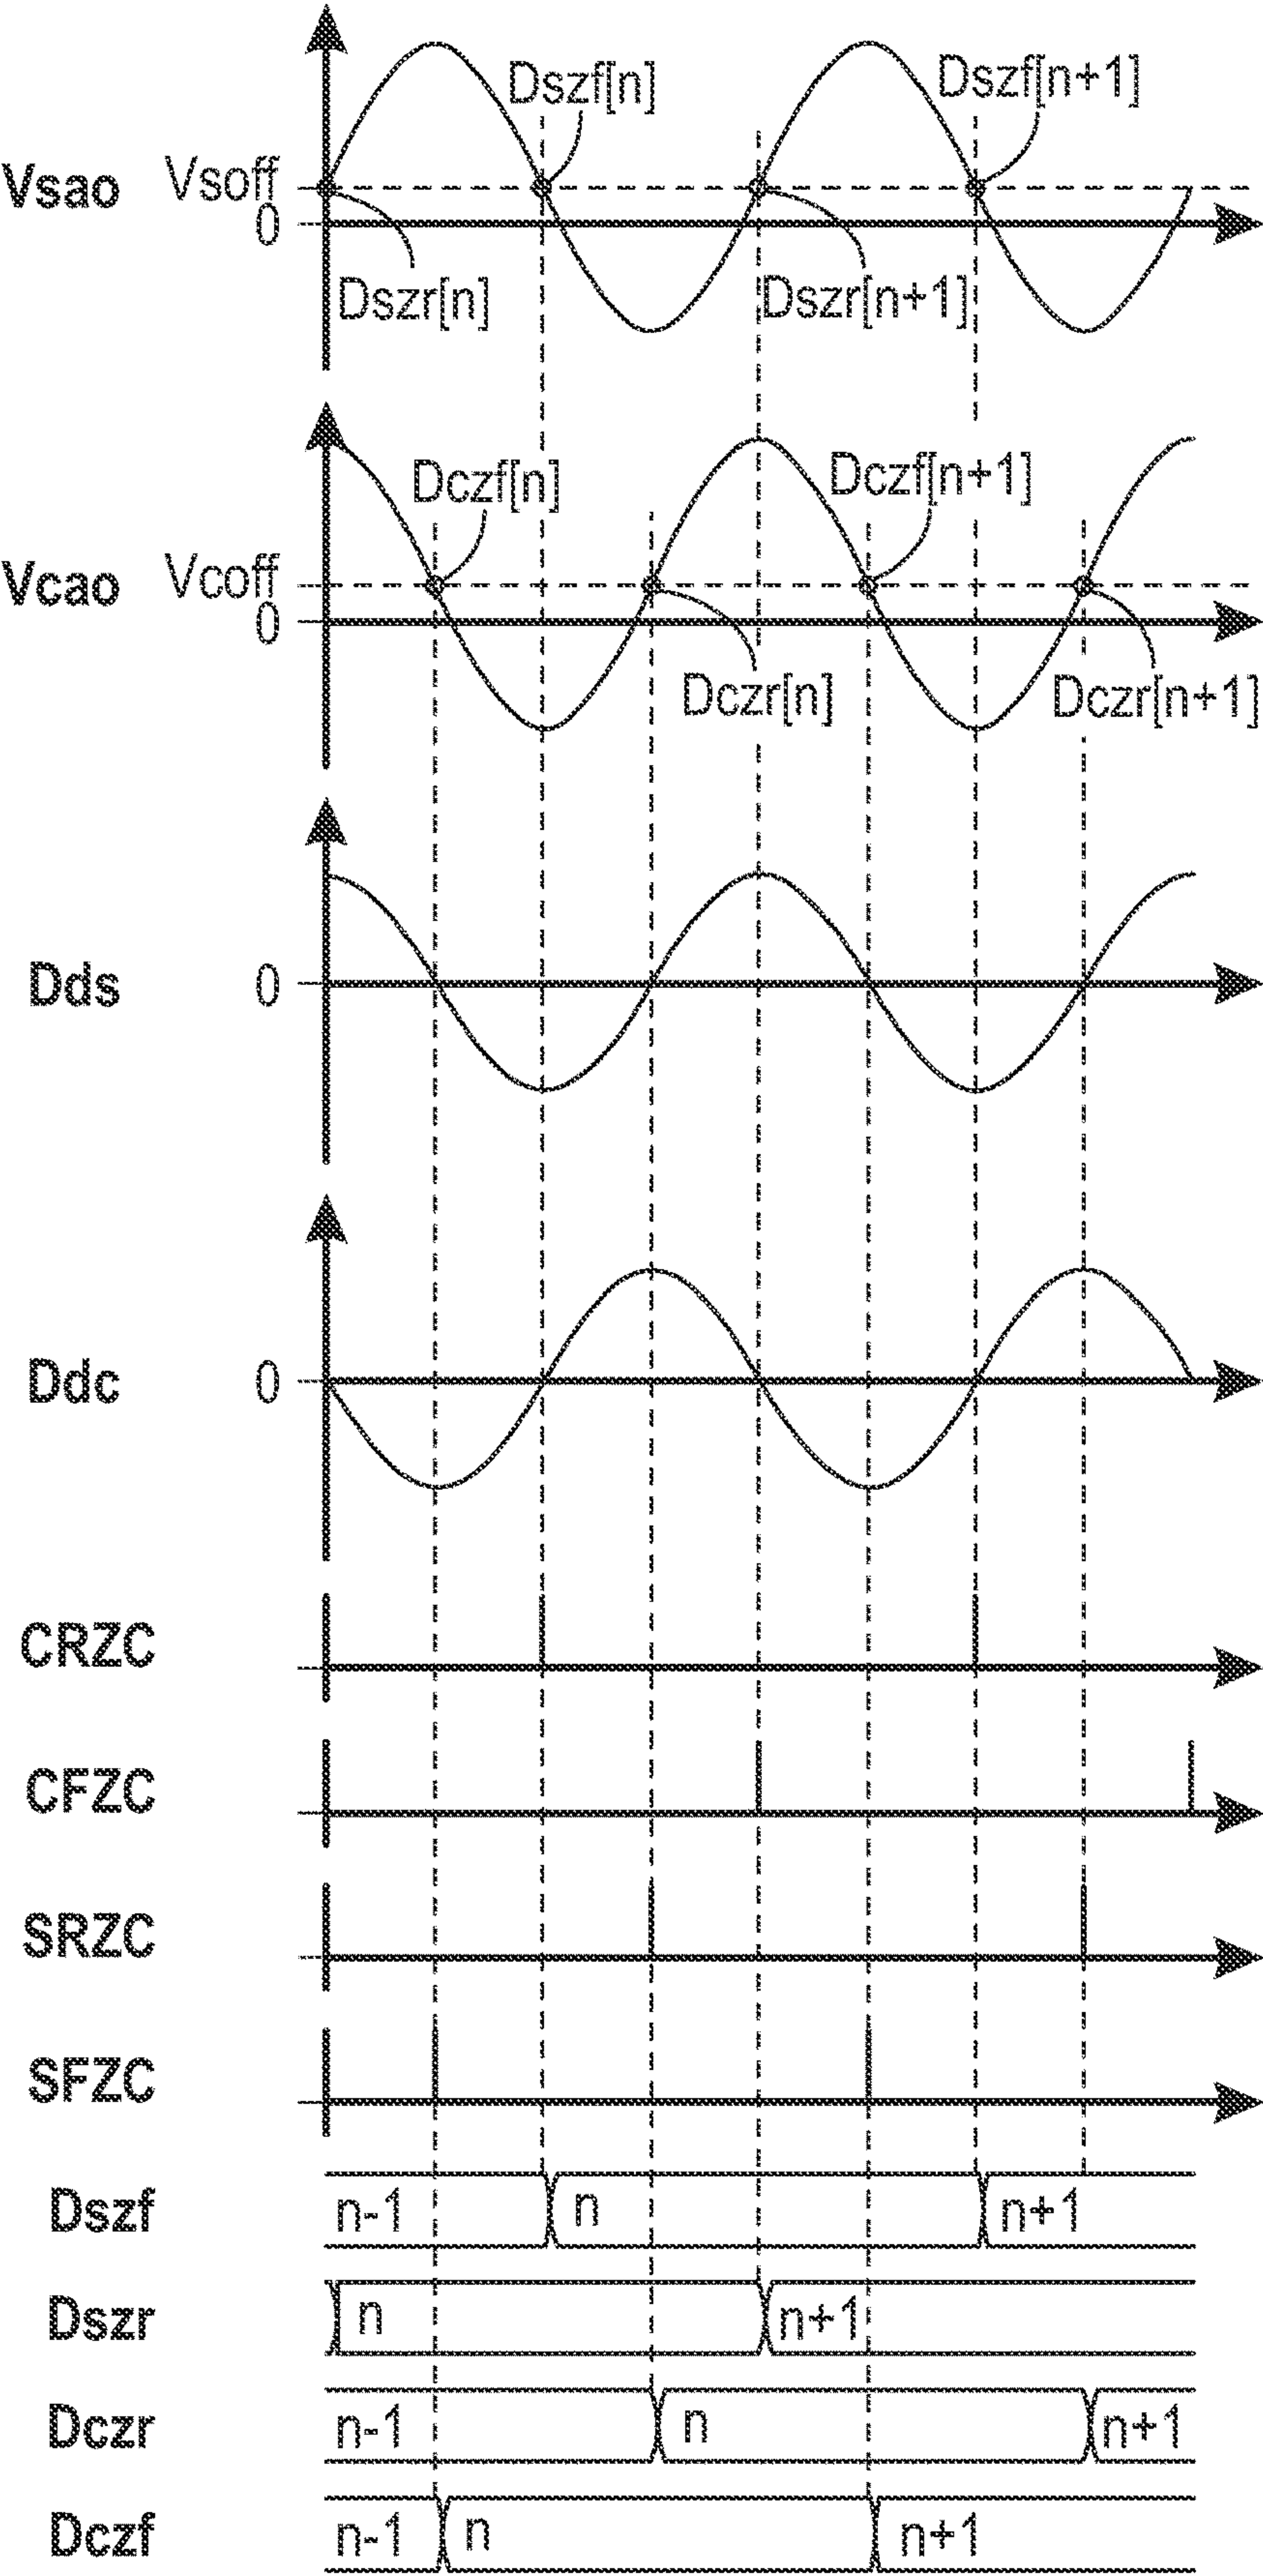 Dszf[n]
Dszf[n+1]
Vsao
Vsoff
0
Dszr[n]
Dszr[n+1]
Dczf[n]
Dczf[n+1]
Vcao
Vcoff
0
Dczr[n]
Dczr[n+1]
Dds
0
Ddc
0
CRZC
CFZC
SRZC
SFZC
Dszf n-1 n n+1
Dszr n n+1
Dczr n-1 n n+1
Dczf n-1 n n+1